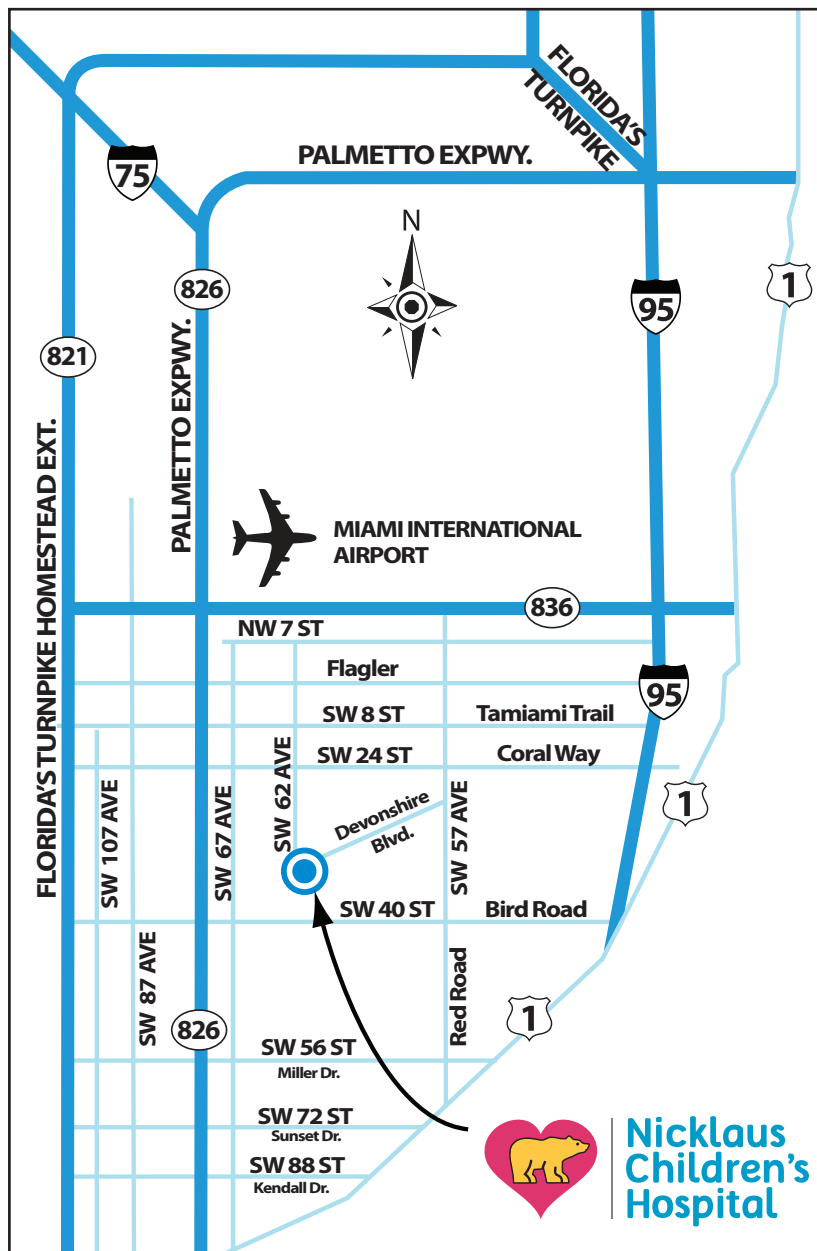 FLORIDA'S
TURNPIKE
75
PALMETTO EXPWY.
N
826
1
95
821
PALMETTO EXPWY.
FLORIDA'S TURNPIKE HOMESTEAD EXT.
MIAMI INTERNATIONAL
AIRPORT
836
NW 7 ST
Flagler
95
SW 8 ST
Tamiami Trail
SW 24 ST
Coral Way
SW 107 AVE
SW 67 AVE
SW 62 AVE
Devonshire
Blvd.
SW 57 AVE
1
SW 40 ST
Bird Road
SW 87 AVE
Red Road
826
1
SW 56 ST
Miller Dr.
SW 72 ST
Sunset Dr.
SW 88 ST
Kendall Dr.
Nicklaus
Children's
Hospital